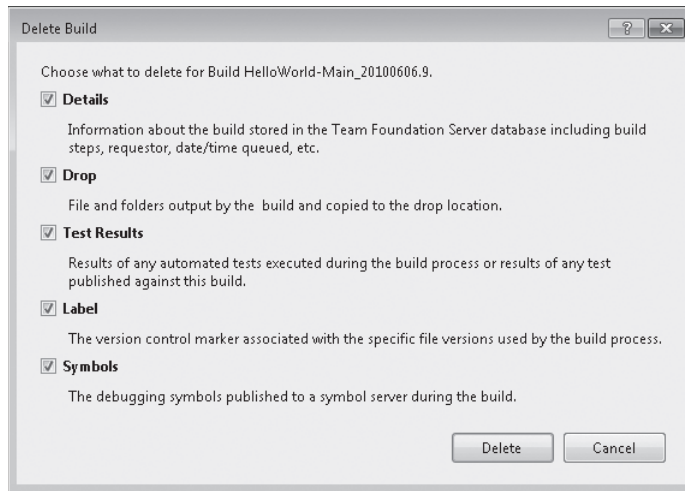 Delete Build
?
Choose what to delete for Build HelloWorld-Main_20100606.9.
Details
Information about the build stored in the Team Foundation Server database including build
steps, requestor, date/time queued, etc.
Drop
File and folders output by the build and copied to the drop location.
Test Results
Results of any automated tests executed during the build process or results of any test
published against this build.
Label
The version control marker associated with the specific file versions used by the build process.
Symbols
The debugging symbols published to a symbol server during the build.
Delete
Cancel